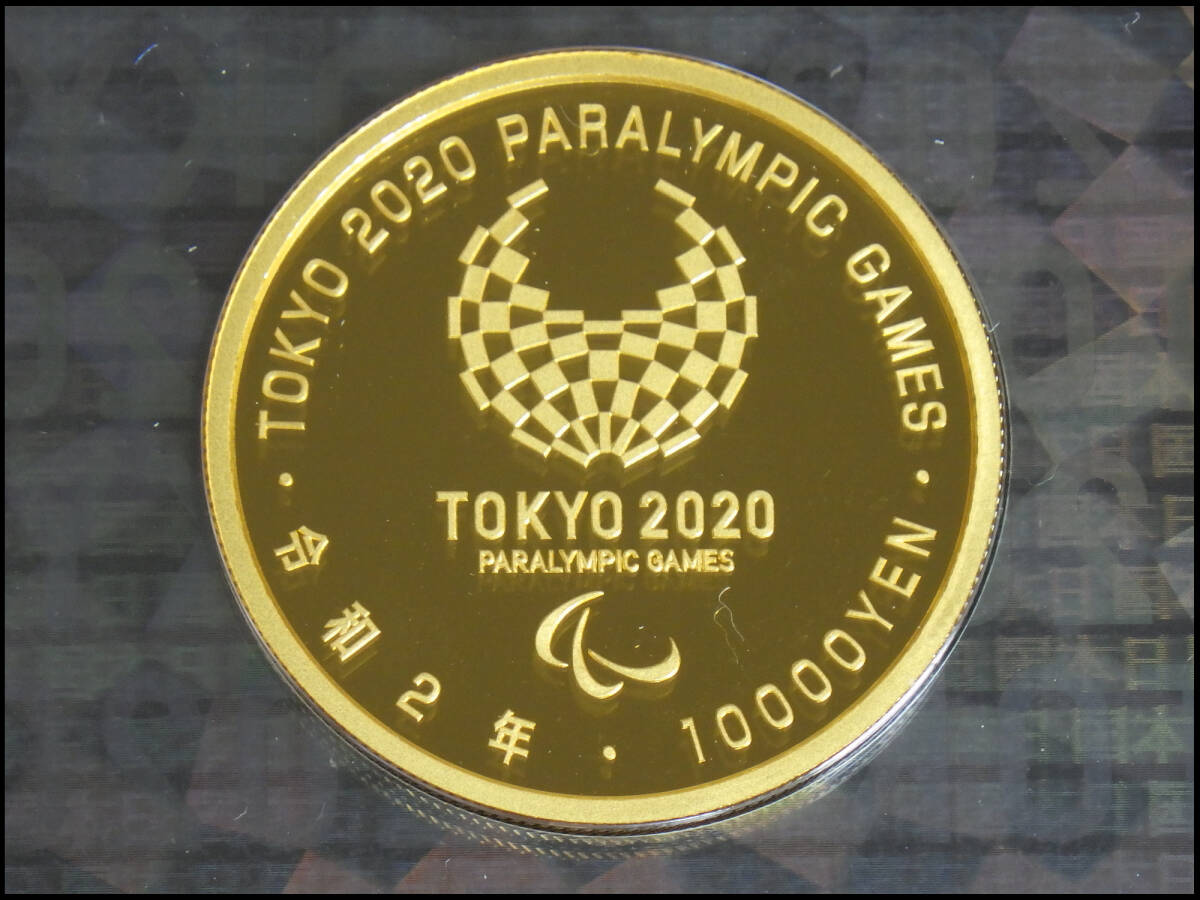 TOKYO 2020 PARALYMPIC GAMES
TOKYO 2020
PARALYMPIC GAMES
令和2年・10000YEN